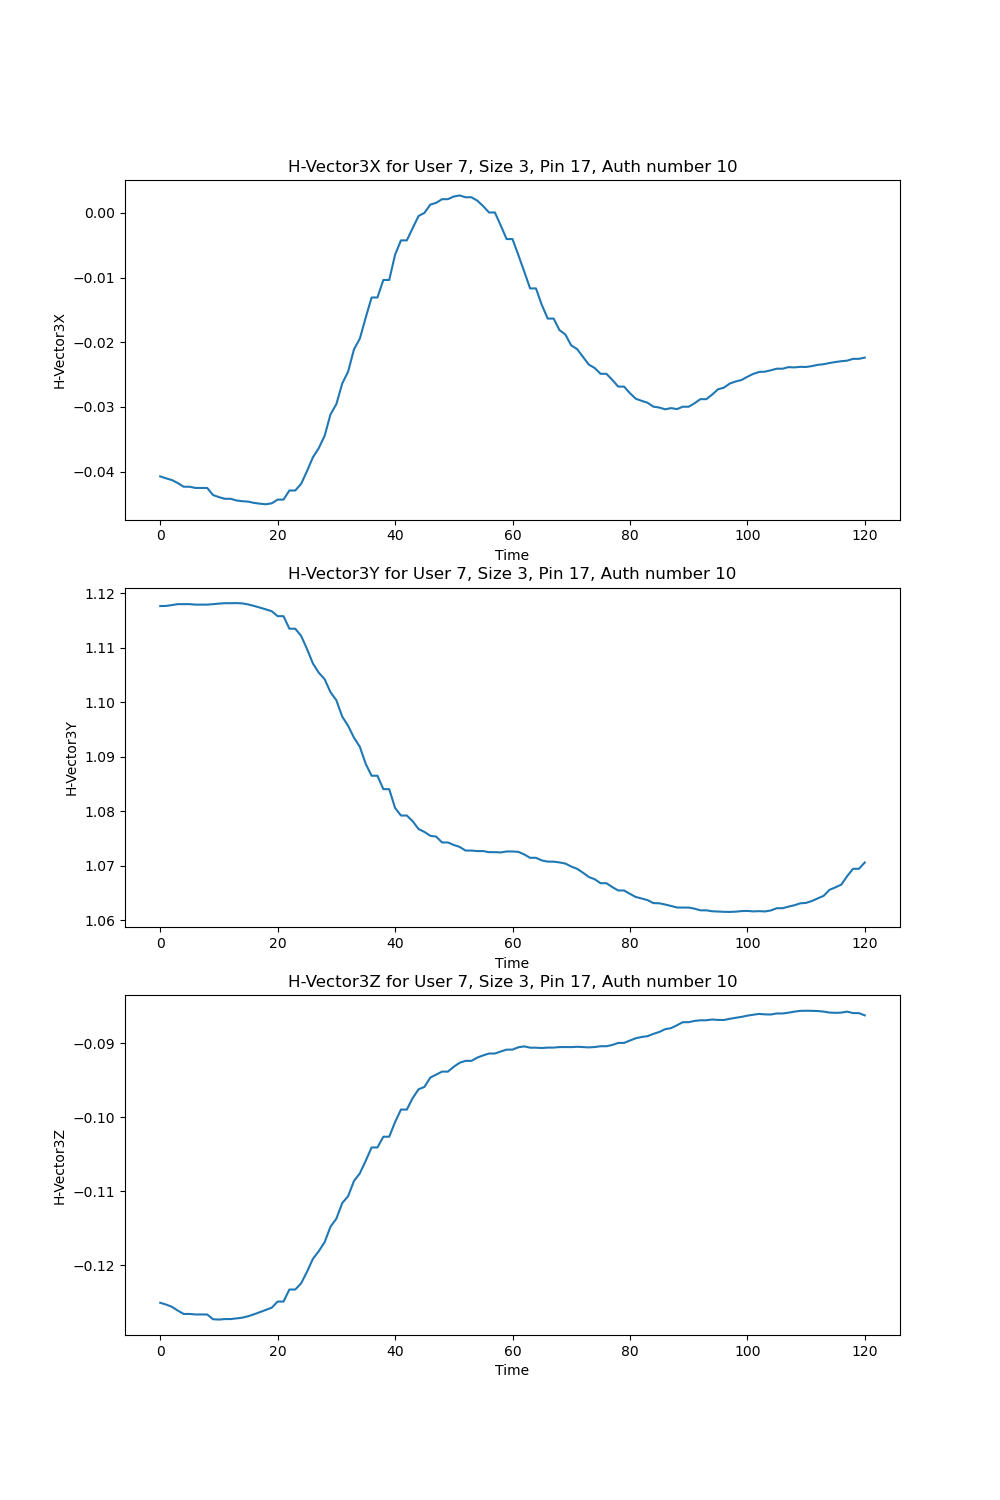 H-Vector3X for User 7, Size 3, Pin 17, Auth number 10
0.00
−0.01
−0.02
−0.03
−0.04
H-Vector3X
0 20 40 60 80 100 120
Time
H-Vector3Y for User 7, Size 3, Pin 17, Auth number 10
1.12
1.11
1.10
1.09
1.08
1.07
1.06
H-Vector3Y
0 20 40 60 80 100 120
Time
H-Vector3Z for User 7, Size 3, Pin 17, Auth number 10
−0.09
−0.10
−0.11
−0.12
H-Vector3Z
0 20 40 60 80 100 120
Time